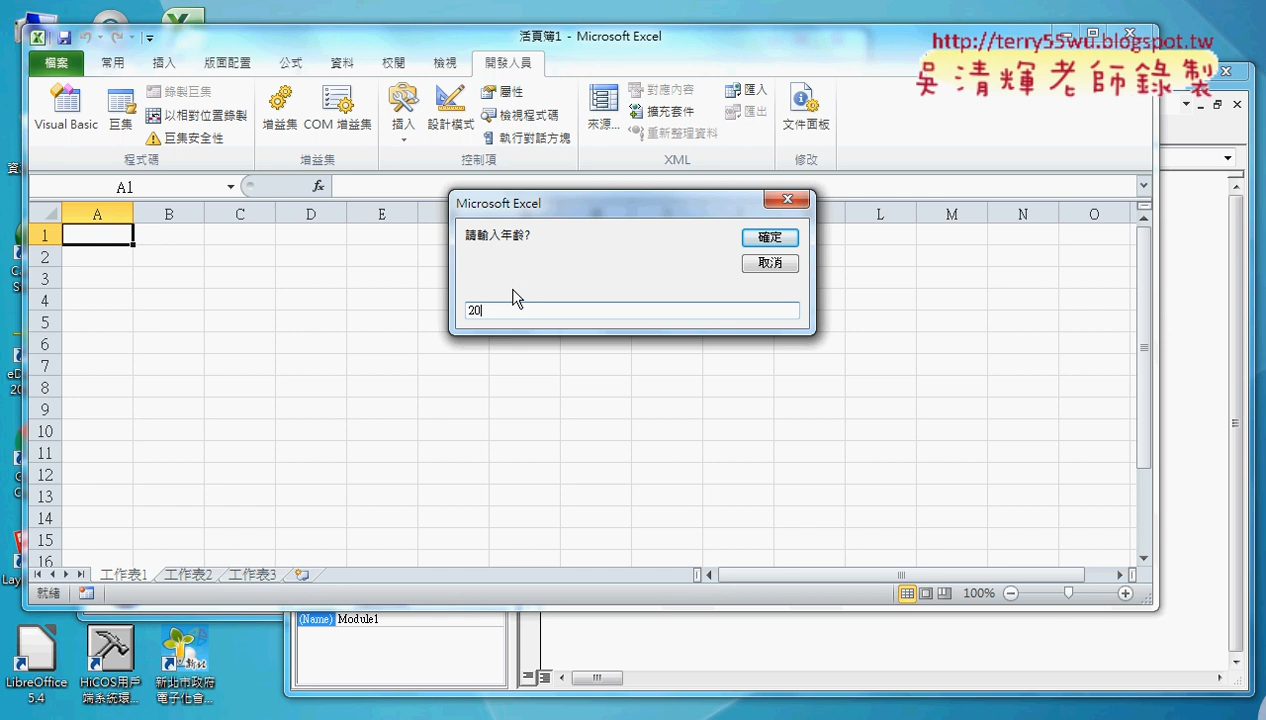 活頁簿1 - Microsoft Excel
http://terry55wu.blogspot.tw
吳清輝老師錄製
檔案 常用 插入 版面配置 公式 資料 校閱 檢視 開發人員
Visual Basic 巨集 錄製巨集 以相對位置錄製 巨集安全性 程式碼
增益集 COM 增益集 增益集
插入 設計模式 屬性 檢視程式碼 執行對話方塊 控制項
來源... 對應內容 擴充套件 重新整理資料 匯入 匯出 XML
文件面板 修改
A1 fx
A B C D E L M N O
1
2
3
4
5
6
7
8
9
10
11
12
13
14
15
16
Microsoft Excel
請輸入年齡?
確定
取消
20
工作表1 工作表2 工作表3
就緒 100%
(Name) Module1
LibreOffice 5.4
HiCOS用戶端系統環...
新北市政府電子化會...